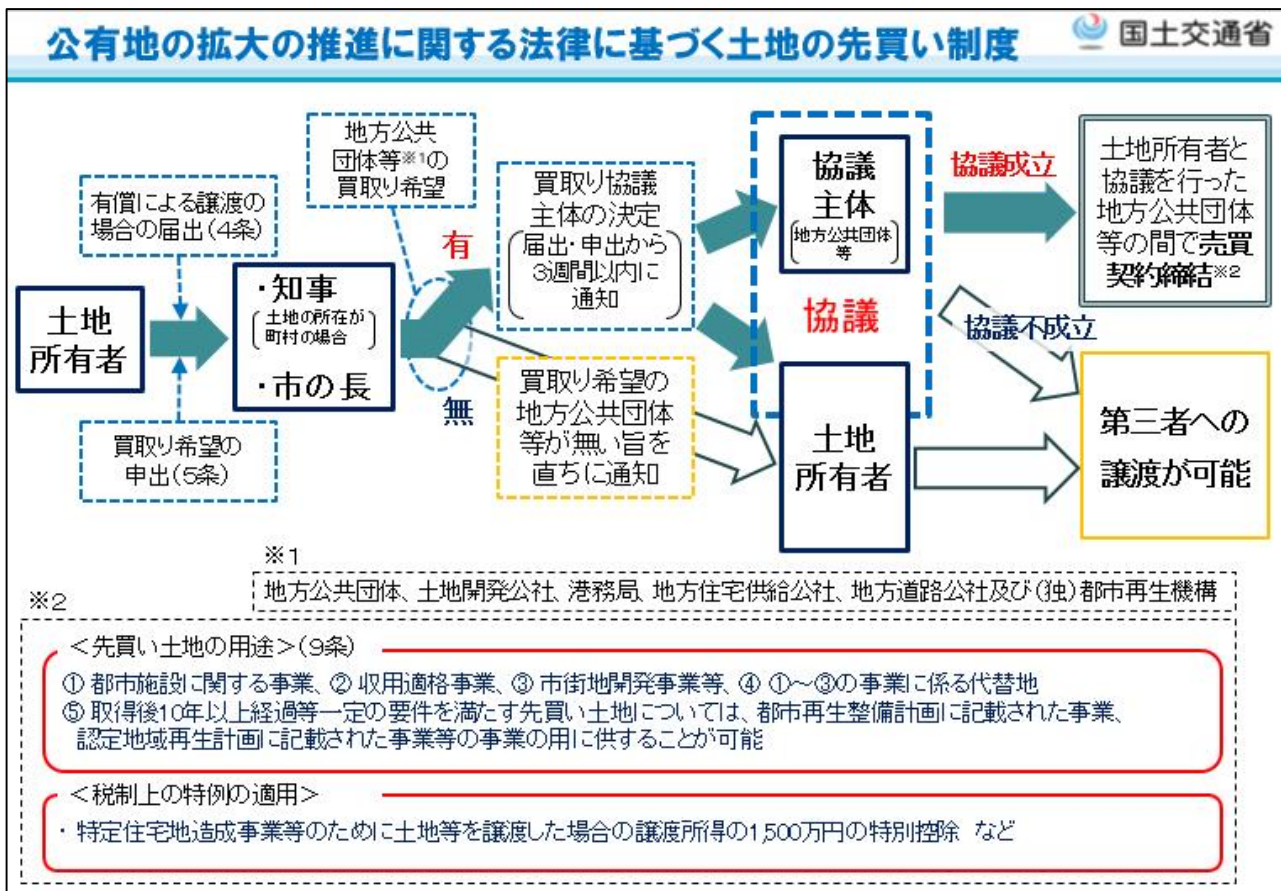 公有地の拡大の推進に関する法律に基づく土地の先買い制度
国土交通省
土地
所有者
有償による譲渡の
場合の届出(4条)
買取り希望の
申出(5条)
・知事
土地の所在が
町村の場合
・市の長
地方公共
団体等※1の
買取り希望
有
無
買取り協議
主体の決定
届出・申出から
3週間以内に
通知
買取り希望の
地方公共団体
等が無い旨を
直ちに通知
協議
主体
地方公共団体
等
協議
土地
所有者
協議成立
協議不成立
土地所有者と
協議を行った
地方公共団体
等の間で売買
契約締結※2
第三者への
譲渡が可能
※1
地方公共団体、土地開発公社、港務局、地方住宅供給公社、地方道路公社及び(独)都市再生機構
※2
<先買い土地の用途>(9条)
① 都市施設に関する事業、② 収用適格事業、③ 市街地開発事業等、④ ①~③の事業に係る代替地
⑤ 取得後10年以上経過等一定の要件を満たす先買い土地については、都市再生整備計画に記載された事業、
認定地域再生計画に記載された事業等の事業の用に供することが可能
<税制上の特例の適用>
・ 特定住宅地造成事業等のために土地等を譲渡した場合の譲渡所得の1,500万円の特別控除 など